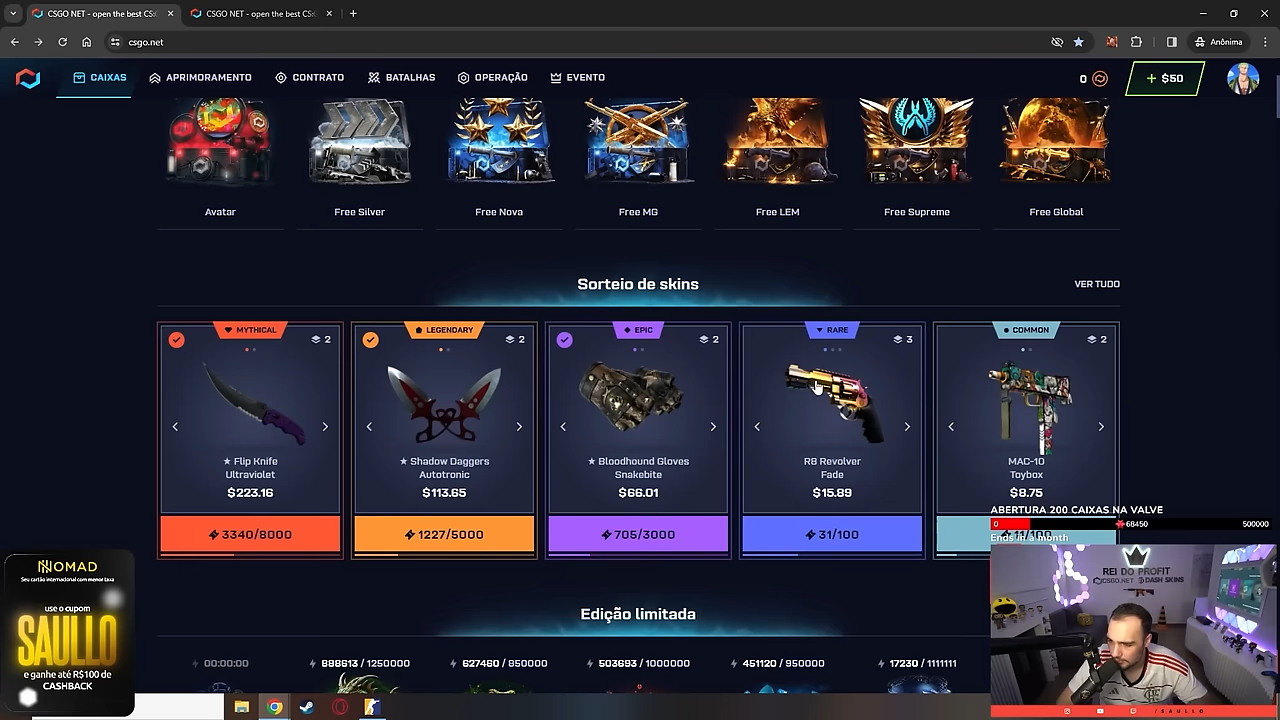 CSGO NET - open the best CS:
CSGO NET - open the best CS:
csgo.net
Anônima
CAIXAS
APRIMORAMENTO
CONTRATO
BATALHAS
OPERAÇÃO
EVENTO
0
+ $50
Avatar
Free Silver
Free Nova
Free MG
Free LEM
Free Supreme
Free Global
Sorteio de skins
VER TUDO
MYTHICAL
2
★ Flip Knife
Ultraviolet
$223.16
3340/8000
LEGENDARY
2
★ Shadow Daggers
Autotronic
$113.65
1227/5000
EPIC
2
★ Bloodhound Gloves
Snakebite
$66.01
705/3000
RARE
3
R8 Revolver
Fade
$15.89
31/100
COMMON
2
MAC-10
Toybox
$8.75
ABERTURA 200 CAIXAS NA VALVE
0
68450
500000
Ends in a month
REI DO PROFIT
CSGO.NET
DASH SKINS
/SAULLO
NOMAD
Seu cartão internacional com menor taxa
use o cupom
SAULLO
e ganhe até R$100 de
CASHBACK
Edição limitada
00:00:00
888513 / 1250000
627460 / 850000
503693 / 1000000
451120 / 950000
17230 / 1111111